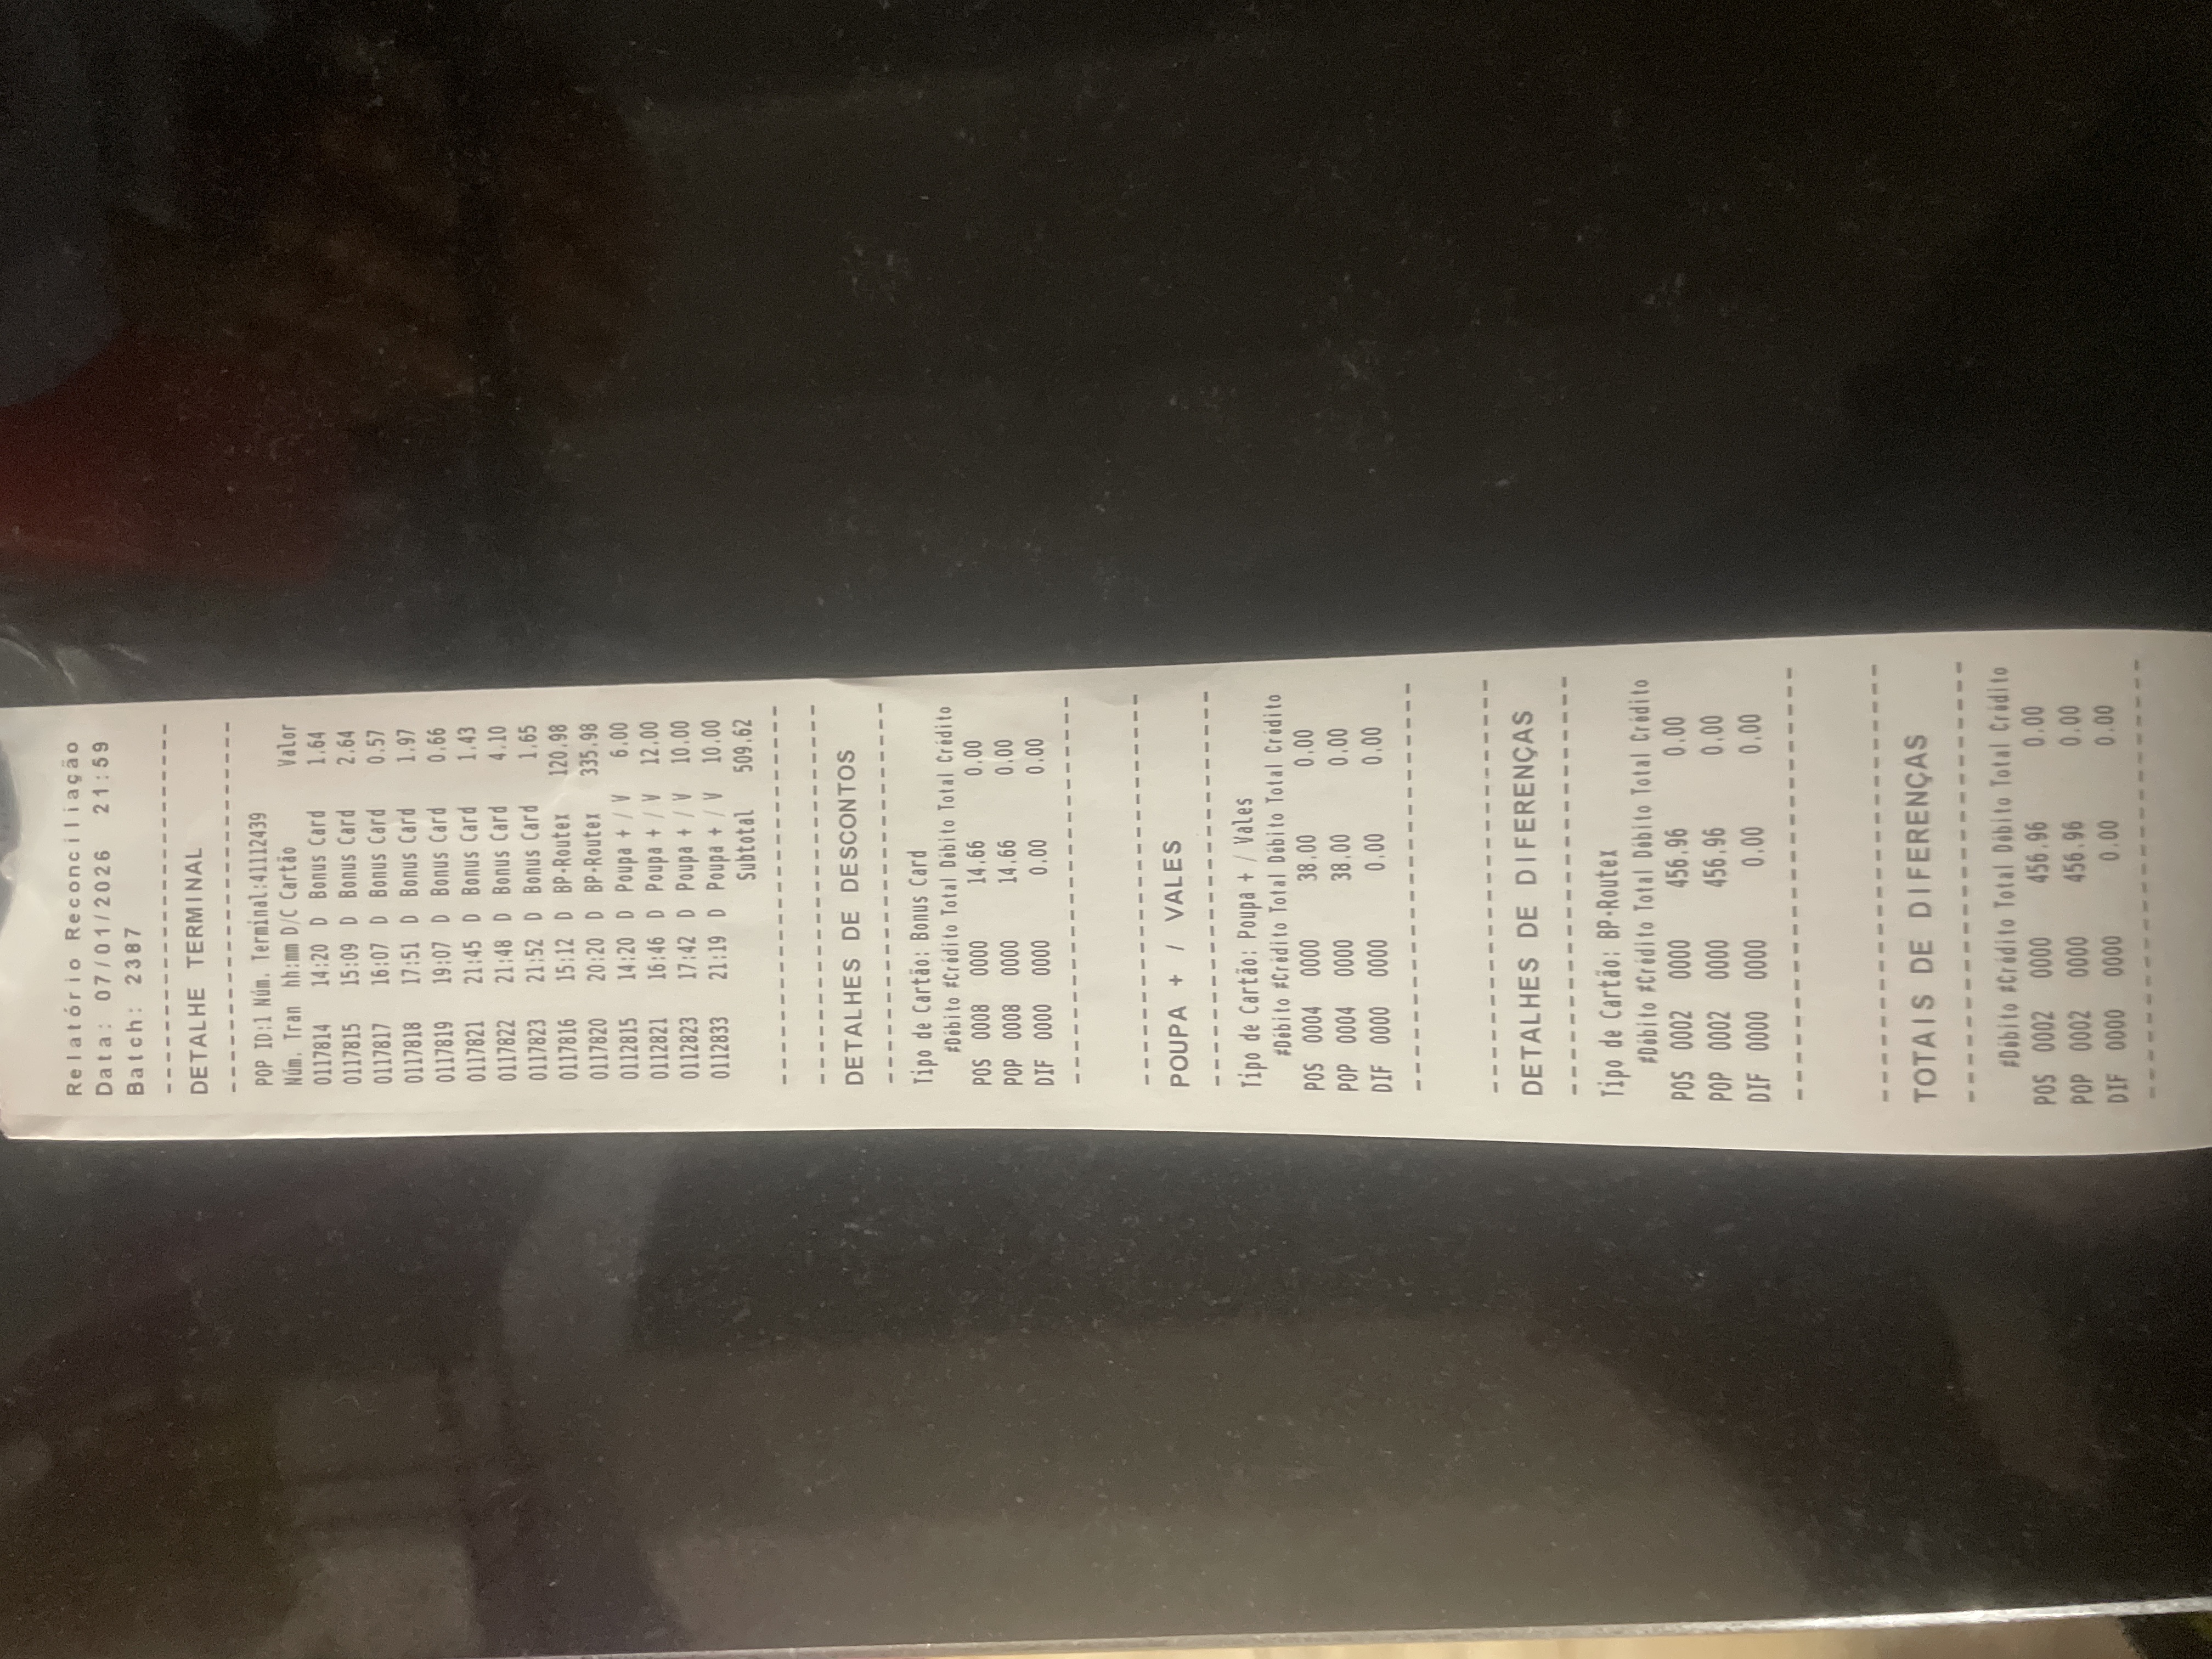 Relatório Reconciliação
Data: 07/01/2026 21:59
Batch: 2387
DETALHE TERMINAL
POP ID:1 Núm. Terminal:41112439
Núm. Tran hh:mm D/C Cartão Valor
0117814 14:20 D Bonus Card 1.64
0117815 15:09 D Bonus Card 2.64
0117817 16:07 D Bonus Card 0.57
0117818 17:51 D Bonus Card 1.97
0117819 19:07 D Bonus Card 0.66
0117821 21:45 D Bonus Card 1.43
0117822 21:48 D Bonus Card 4.10
0117823 21:52 D Bonus Card 1.65
0117816 15:12 D BP-Routex 120.98
0117820 20:20 D BP-Routex 335.98
0112815 14:20 D Poupa + / V 6.00
0112821 16:46 D Poupa + / V 12.00
0112823 17:42 D Poupa + / V 10.00
0112833 21:19 D Poupa + / V 10.00
Subtotal 509.62
DETALHES DE DESCONTOS
Tipo de Cartão: Bonus Card
#Débito #Crédito Total Débito Total Crédito
POS 0008 0000 14.66 0.00
POP 0008 0000 14.66 0.00
DIF 0000 0000 0.00 0.00
POUPA + / VALES
Tipo de Cartão: Poupa + / Vales
#Débito #Crédito Total Débito Total Crédito
POS 0004 0000 38.00 0.00
POP 0004 0000 38.00 0.00
DIF 0000 0000 0.00 0.00
DETALHES DE DIFERENÇAS
Tipo de Cartão: BP-Routex
#Débito #Crédito Total Débito Total Crédito
POS 0002 0000 456.96 0.00
POP 0002 0000 456.96 0.00
DIF 0000 0000 0.00 0.00
TOTAIS DE DIFERENÇAS
#Débito #Crédito Total Débito Total Crédito
POS 0002 0000 456.96 0.00
POP 0002 0000 456.96 0.00
DIF 0000 0000 0.00 0.00